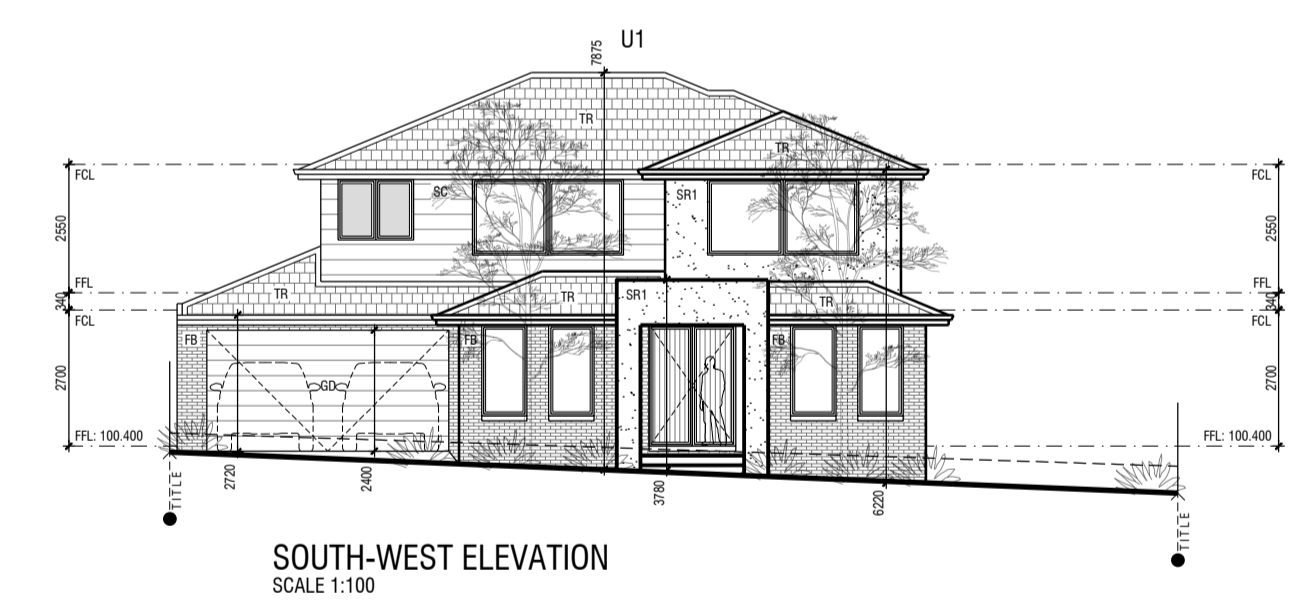 U1
7875
TR
TR
FCL
FCL
SC
SR1
2550
2550
FFL
FFL
TR
TR
SR1
TR
340
340
FCL
FCL
FB
FB
FB
GD
2700
2700
FFL: 100.400
FFL: 100.400
2720
2400
3780
6220
TITLE
TITLE
SOUTH-WEST ELEVATION
SCALE 1:100